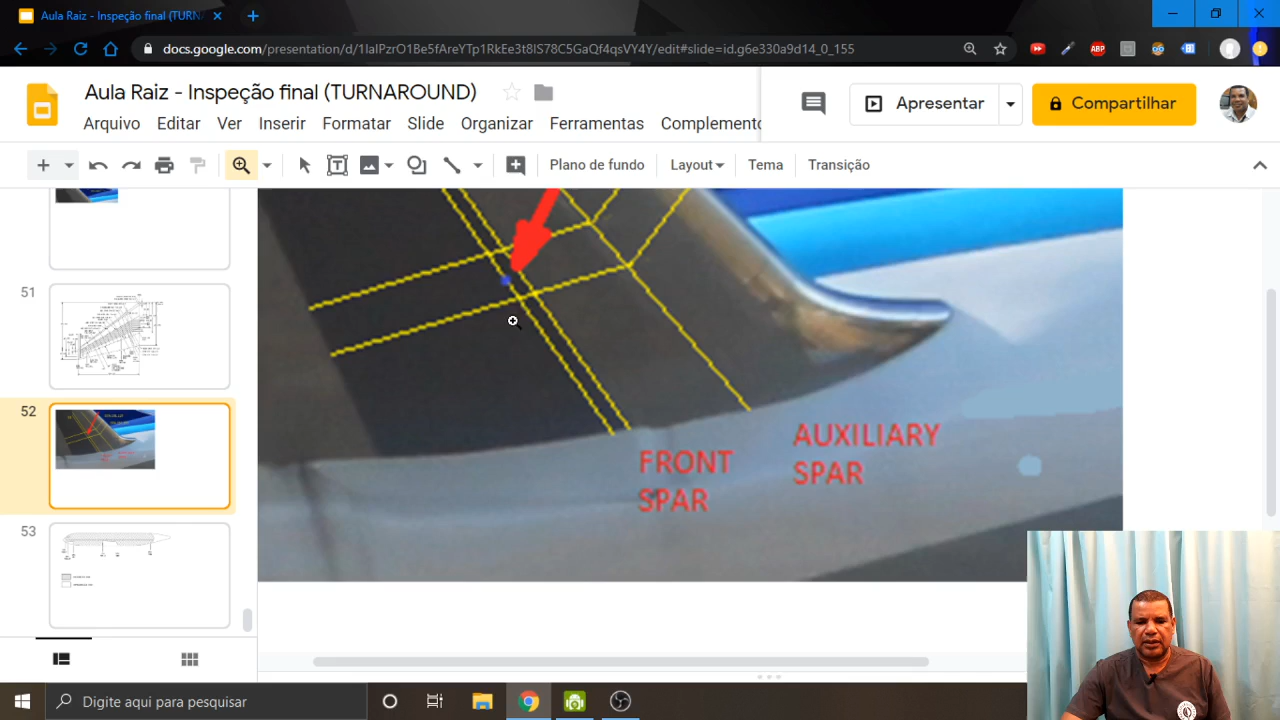 Aula Raiz - Inspeção final (TURN
docs.google.com/presentation/d/1IaIPzrO1Be5fAreYTp1RkEe3t8IS78C5GaQf4qsVY4Y/edit#slide=id.g6e330a9d14_0_155
ABP
Aula Raiz - Inspeção final (TURNAROUND)
Apresentar
Compartilhar
Arquivo Editar Ver Inserir Formatar Slide Organizar Ferramentas Complemento
Plano de fundo Layout Tema Transição
51
52
53
FRONT
SPAR
AUXILIARY
SPAR
Digite aqui para pesquisar